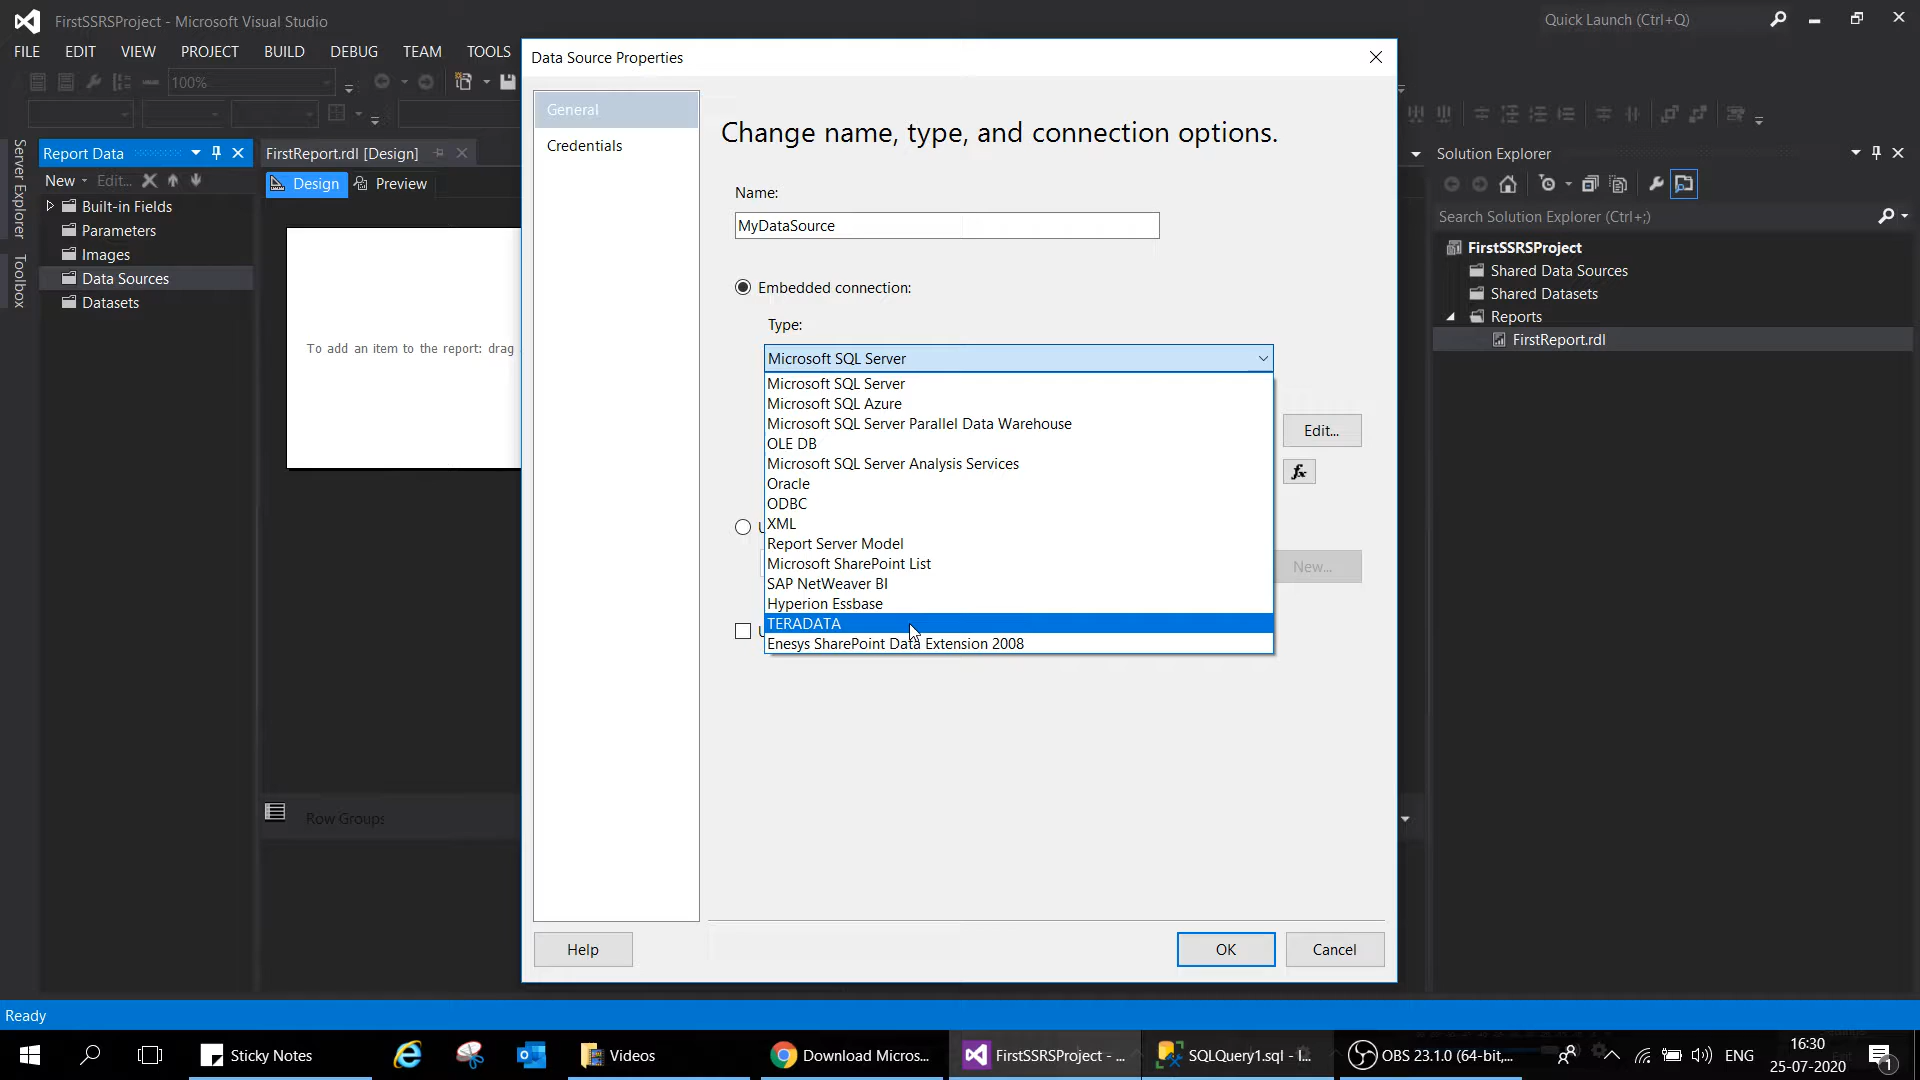 FirstSSRSProject - Microsoft Visual Studio
Quick Launch (Ctrl+Q)
FILE EDIT VIEW PROJECT BUILD DEBUG TEAM TOOLS
100%
Data Source Properties
General
Credentials
Change name, type, and connection options.
Name:
MyDataSource
Embedded connection:
Type:
Microsoft SQL Server
Microsoft SQL Server
Microsoft SQL Azure
Microsoft SQL Server Parallel Data Warehouse
OLE DB
Microsoft SQL Server Analysis Services
Oracle
ODBC
XML
Report Server Model
Microsoft SharePoint List
SAP NetWeaver BI
Hyperion Essbase
TERADATA
Enesys SharePoint Data Extension 2008
Edit...
fx
New...
Help
OK
Cancel
Server Explorer
Toolbox
Report Data
New Edit...
Built-in Fields
Parameters
Images
Data Sources
Datasets
FirstReport.rdl [Design]
Design Preview
To add an item to the report: drag
Row Groups
Solution Explorer
Search Solution Explorer (Ctrl+;)
FirstSSRSProject
Shared Data Sources
Shared Datasets
Reports
FirstReport.rdl
Ready
Sticky Notes
Videos
Download Micros...
FirstSSRSProject - ...
SQLQuery1.sql - I...
OBS 23.1.0 (64-bit,...
ENG
16:30
25-07-2020
1